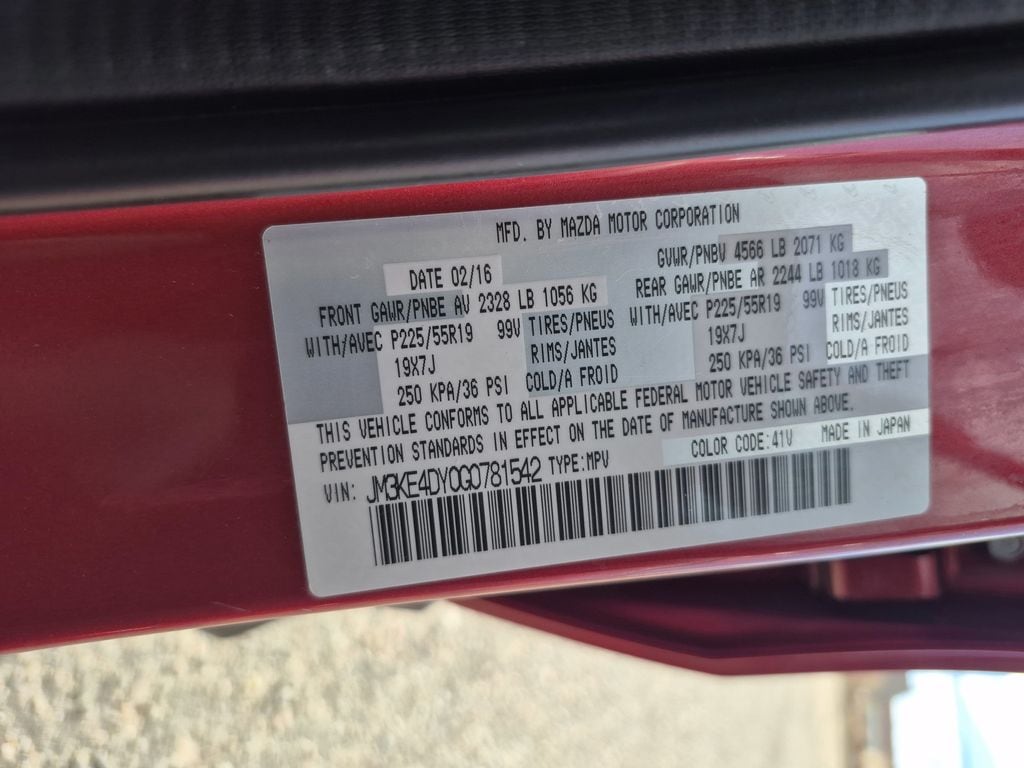 MFD. BY MAZDA MOTOR CORPORATION
DATE 02/16 GVWR/PNBV 4566 LB 2071 KG
FRONT GAWR/PNBE AV 2328 LB 1056 KG REAR GAWR/PNBE AR 2244 LB 1018 KG
WITH/AVEC P225/55R19 99V TIRES/PNEUS WITH/AVEC P225/55R19 99V TIRES/PNEUS
19X7J RIMS/JANTES 19X7J RIMS/JANTES
250 KPA/36 PSI COLD/A FROID 250 KPA/36 PSI COLD/A FROID
THIS VEHICLE CONFORMS TO ALL APPLICABLE FEDERAL MOTOR VEHICLE SAFETY AND THEFT
PREVENTION STANDARDS IN EFFECT ON THE DATE OF MANUFACTURE SHOWN ABOVE.
COLOR CODE:41V MADE IN JAPAN
VIN: JM3KE4DY0G0781542 TYPE:MPV